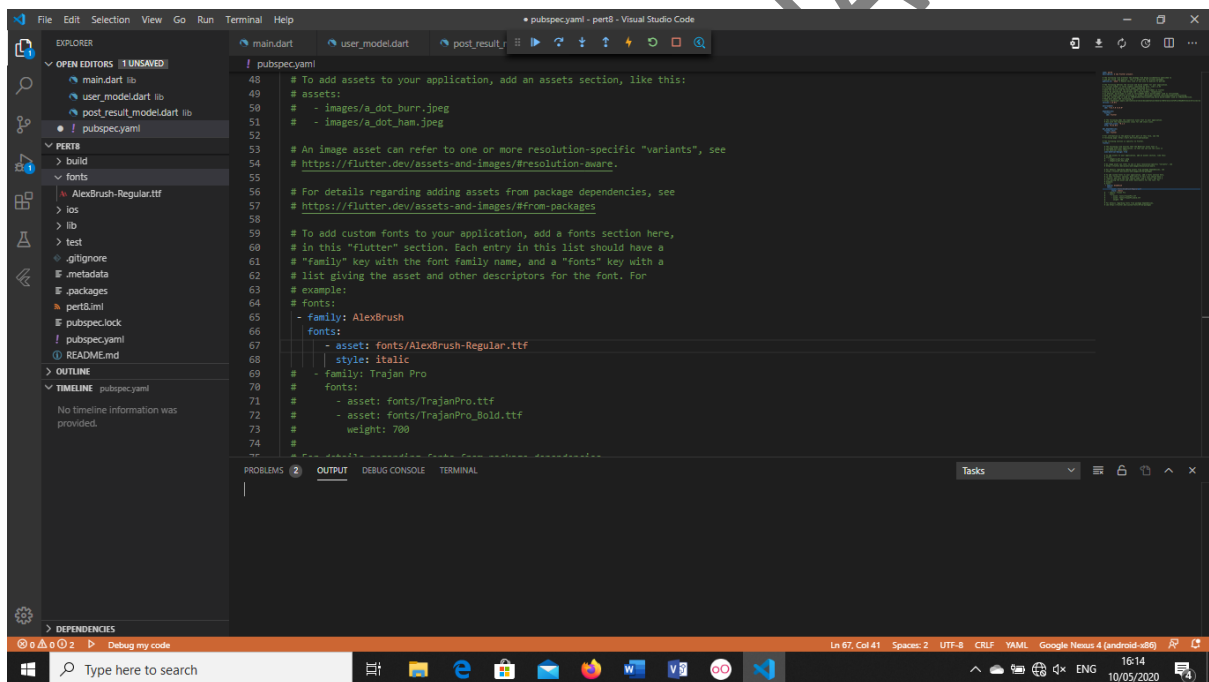 File Edit Selection View Go Run Terminal Help
● pubspec.yaml - pert8 - Visual Studio Code
EXPLORER
OPEN EDITORS 1 UNSAVED
main.dart lib
user_model.dart lib
post_result_model.dart lib
● ! pubspec.yaml
PERT8
build
fonts
AlexBrush-Regular.ttf
ios
lib
test
.gitignore
.metadata
.packages
pert8.iml
pubspec.lock
! pubspec.yaml
README.md
OUTLINE
TIMELINE pubspec.yaml
No timeline information was
provided.
DEPENDENCIES
main.dart user_model.dart post_result_r
! pubspec.yaml
48 # To add assets to your application, add an assets section, like this:
49 # assets:
50 #   - images/a_dot_burr.jpeg
51 #   - images/a_dot_ham.jpeg
52
53 # An image asset can refer to one or more resolution-specific "variants", see
54 # https://flutter.dev/assets-and-images/#resolution-aware.
55
56 # For details regarding adding assets from package dependencies, see
57 # https://flutter.dev/assets-and-images/#from-packages
58
59 # To add custom fonts to your application, add a fonts section here,
60 # in this "flutter" section. Each entry in this list should have a
61 # "family" key with the font family name, and a "fonts" key with a
62 # list giving the asset and other descriptors for the font. For
63 # example:
64 # fonts:
65 - family: AlexBrush
66 fonts:
67 - asset: fonts/AlexBrush-Regular.ttf
68 style: italic
69 #   - family: Trajan Pro
70 #     fonts:
71 #       - asset: fonts/TrajanPro.ttf
72 #       - asset: fonts/TrajanPro_Bold.ttf
73 #         weight: 700
74 #
75 # For details regarding fonts from package dependencies,
PROBLEMS 2 OUTPUT DEBUG CONSOLE TERMINAL
Tasks
0 0 2 Debug my code
Ln 67, Col 41 Spaces: 2 UTF-8 CRLF YAML Google Nexus 4 (android-x86)
Type here to search
ENG
16:14
10/05/2020
4